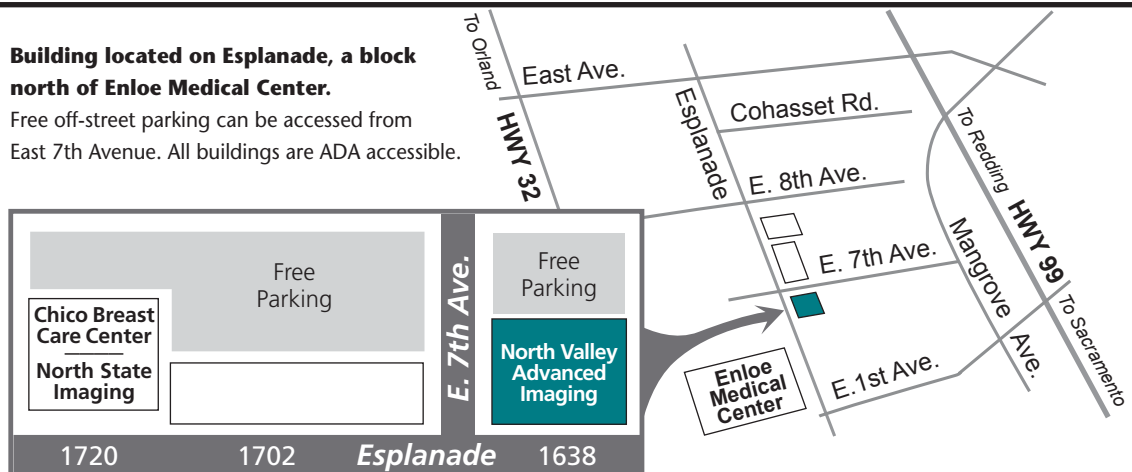 Building located on Esplanade, a block
north of Enloe Medical Center.
Free off-street parking can be accessed from
East 7th Avenue. All buildings are ADA accessible.
To Orland
HWY 32
East Ave.
Esplanade
Cohasset Rd.
E. 8th Ave.
E. 7th Ave.
Mangrove
Ave.
To Redding
HWY 99
To Sacramento
E.1st Ave.
Enloe
Medical
Center
Free
Parking
Chico Breast
Care Center
North State
Imaging
E. 7th Ave.
Free
Parking
North Valley
Advanced
Imaging
1720 1702 Esplanade 1638